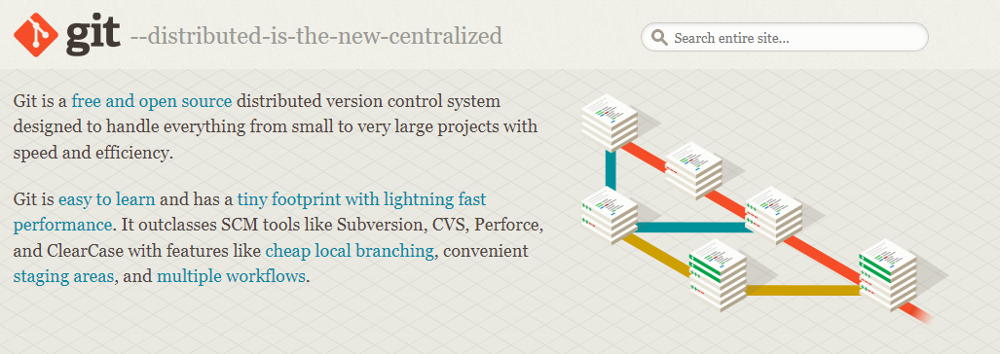 git --distributed-is-the-new-centralized
Search entire site...
Git is a free and open source distributed version control system
designed to handle everything from small to very large projects with
speed and efficiency.
Git is easy to learn and has a tiny footprint with lightning fast
performance. It outclasses SCM tools like Subversion, CVS, Perforce,
and ClearCase with features like cheap local branching, convenient
staging areas, and multiple workflows.